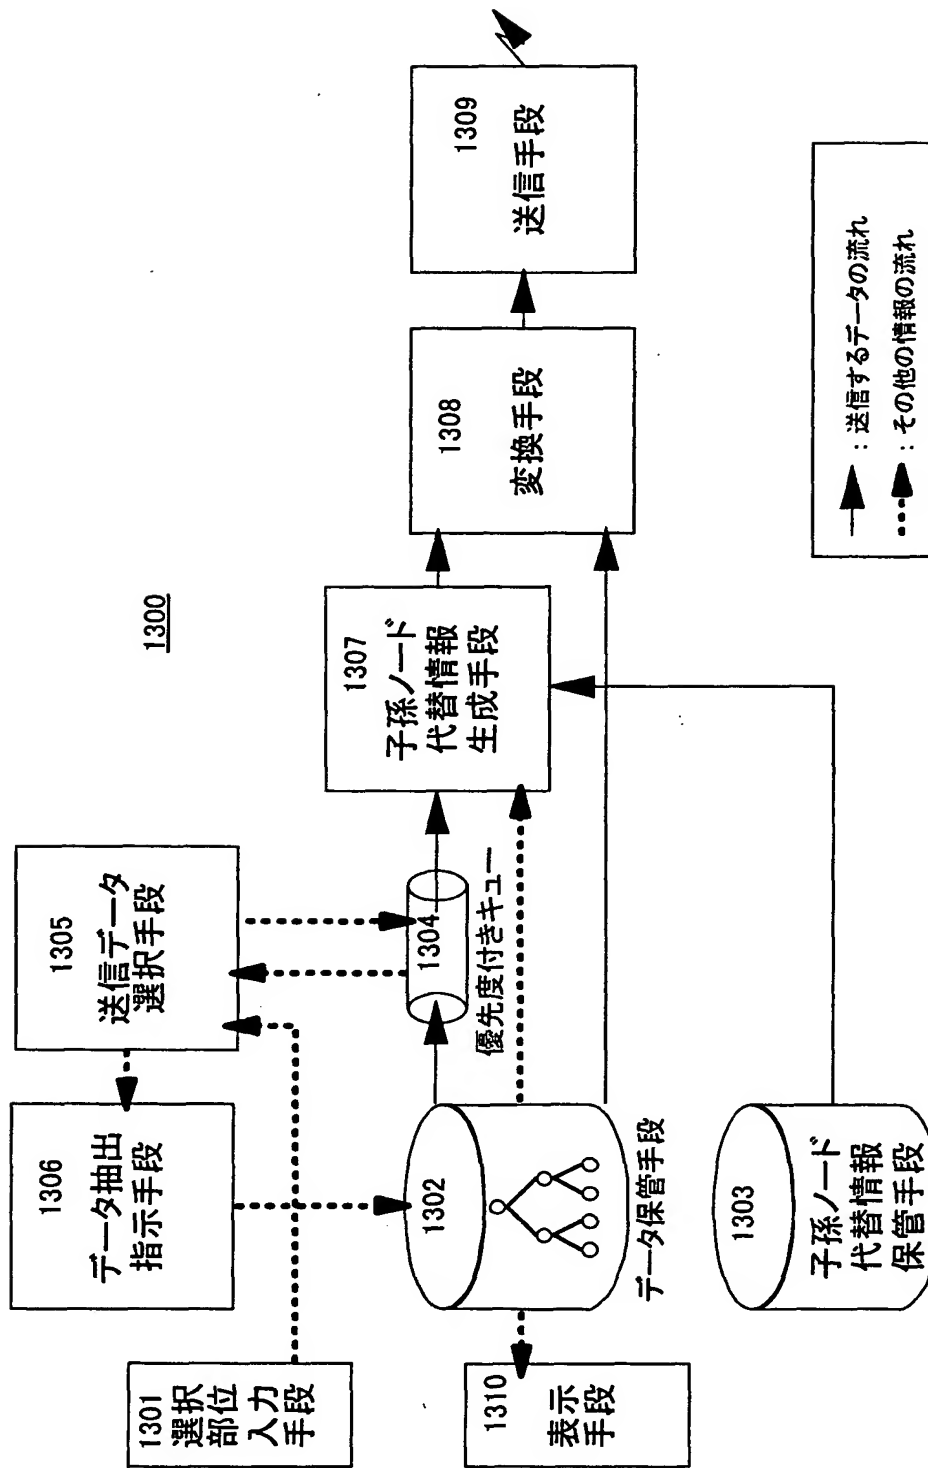 1300
1301
選択
部位
入力
手段
1306
データ抽出
指示手段
1305
送信データ
選択手段
1310
表示
手段
1302
データ保管手段
1304
優先度付きキュー
1307
子孫ノード
代替情報
生成手段
1308
変換手段
1309
送信手段
1303
子孫ノード
代替情報
保管手段
：送信するデータの流れ
：その他の情報の流れ